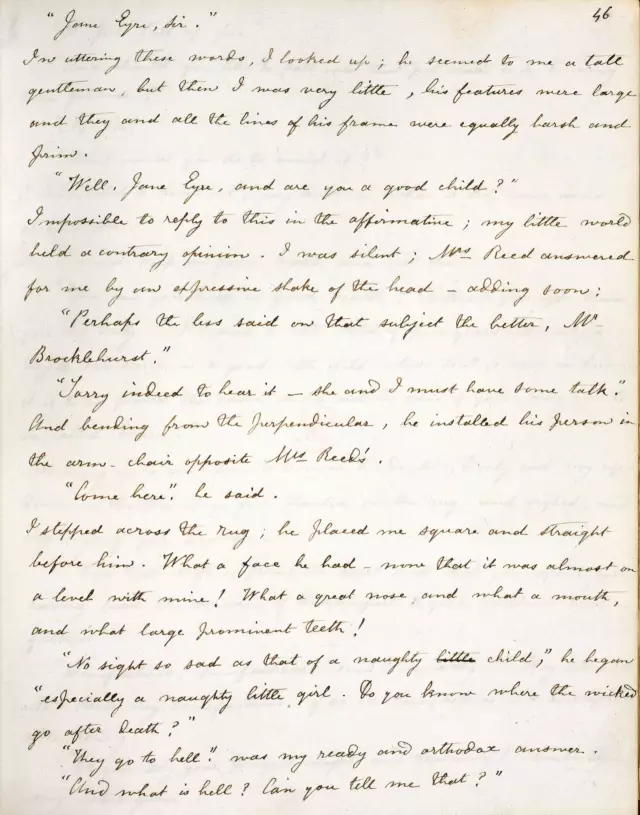 46
"Jane Eyre, Sir."
In uttering these words, I looked up; he seemed to me a tall
gentleman, but then I was very little, his features were large
and they and all the lines of his frame were equally harsh and
prim.
"Well. Jane Eyre, and are you a good child?"
Impossible to reply to this in the affirmative; my little world
held a contrary opinion. I was silent; Mrs Reed answered
for me by an expressive shake of the head – adding soon:
"Perhaps the less said on that subject the better, Mr
Brocklehurst."
"Sorry indeed to hear it – she and I must have some talk".
And bending from the perpendicular, he installed his person in
the arm-chair opposite Mrs Reed's.
"Come here". he said.
I stepped across the rug; he placed me square and straight
before him. What a face he had – now that it was almost on
a level with mine! What a great nose, and what a mouth,
and what large prominent teeth!
"No sight so sad as that of a naughty little child", he began
"especially a naughty little girl. Do you know where the wicked
go after death?"
"They go to hell". was my ready and orthodox answer.
"And what is hell? Can you tell me that?"